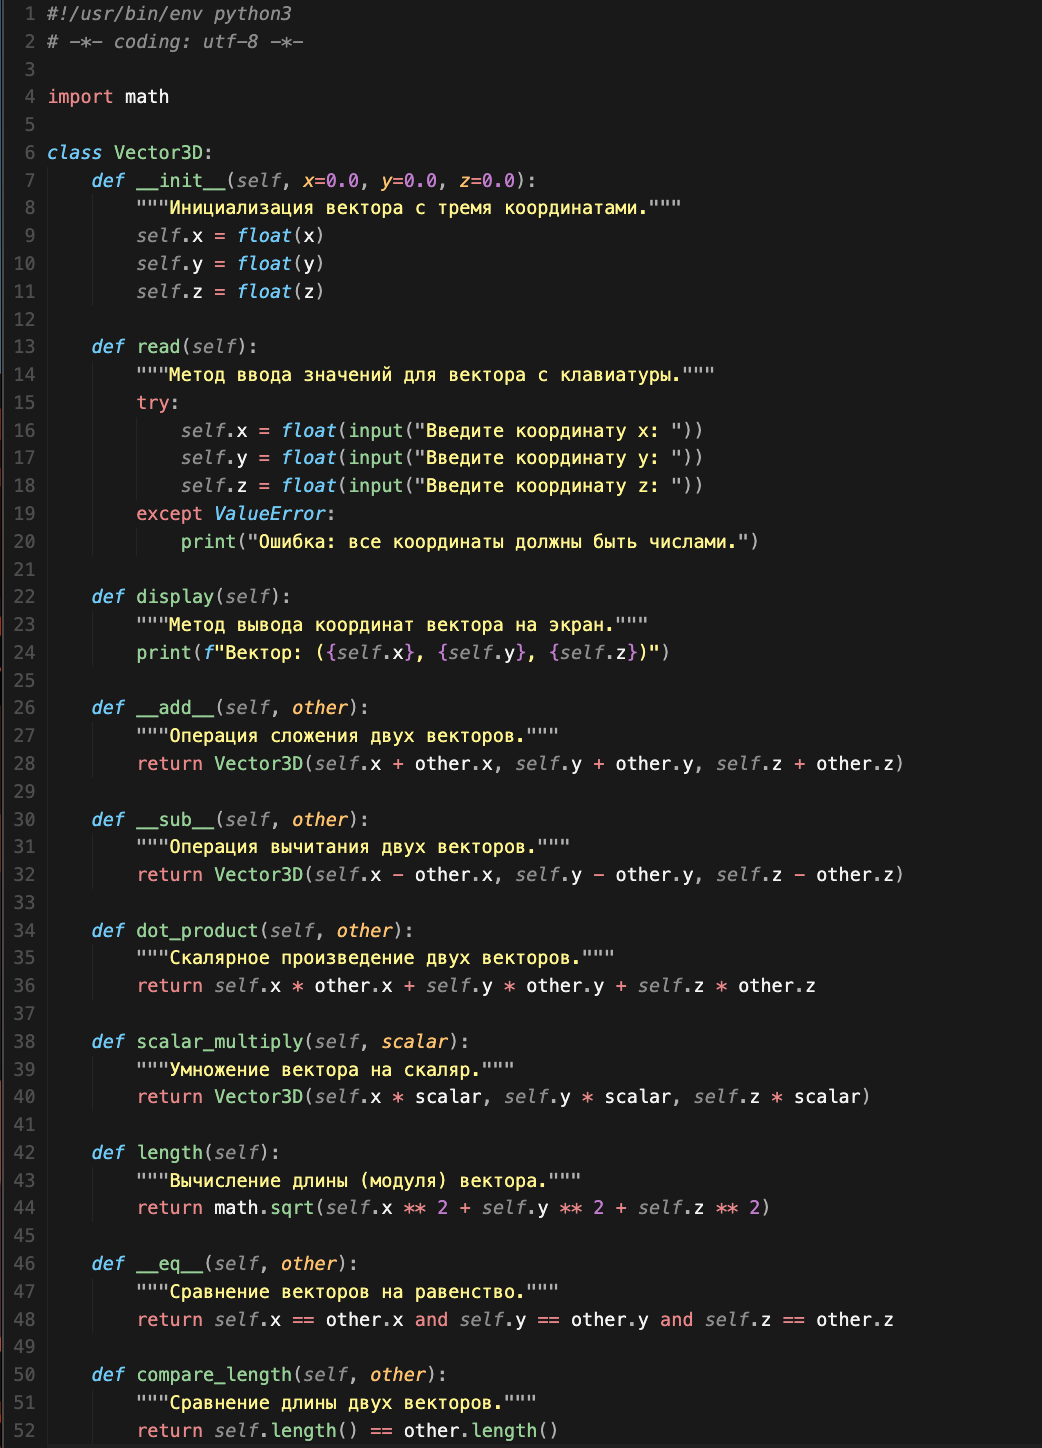 1 #!/usr/bin/env python3
2 # -*- coding: utf-8 -*-
3
4 import math
5
6 class Vector3D:
7     def __init__(self, x=0.0, y=0.0, z=0.0):
8         """Инициализация вектора с тремя координатами."""
9         self.x = float(x)
10         self.y = float(y)
11         self.z = float(z)
12
13     def read(self):
14         """Метод ввода значений для вектора с клавиатуры."""
15         try:
16             self.x = float(input("Введите координату x: "))
17             self.y = float(input("Введите координату y: "))
18             self.z = float(input("Введите координату z: "))
19         except ValueError:
20             print("Ошибка: все координаты должны быть числами.")
21
22     def display(self):
23         """Метод вывода координат вектора на экран."""
24         print(f"Вектор: ({self.x}, {self.y}, {self.z})")
25
26     def __add__(self, other):
27         """Операция сложения двух векторов."""
28         return Vector3D(self.x + other.x, self.y + other.y, self.z + other.z)
29
30     def __sub__(self, other):
31         """Операция вычитания двух векторов."""
32         return Vector3D(self.x - other.x, self.y - other.y, self.z - other.z)
33
34     def dot_product(self, other):
35         """Скалярное произведение двух векторов."""
36         return self.x * other.x + self.y * other.y + self.z * other.z
37
38     def scalar_multiply(self, scalar):
39         """Умножение вектора на скаляр."""
40         return Vector3D(self.x * scalar, self.y * scalar, self.z * scalar)
41
42     def length(self):
43         """Вычисление длины (модуля) вектора."""
44         return math.sqrt(self.x ** 2 + self.y ** 2 + self.z ** 2)
45
46     def __eq__(self, other):
47         """Сравнение векторов на равенство."""
48         return self.x == other.x and self.y == other.y and self.z == other.z
49
50     def compare_length(self, other):
51         """Сравнение длины двух векторов."""
52         return self.length() == other.length()